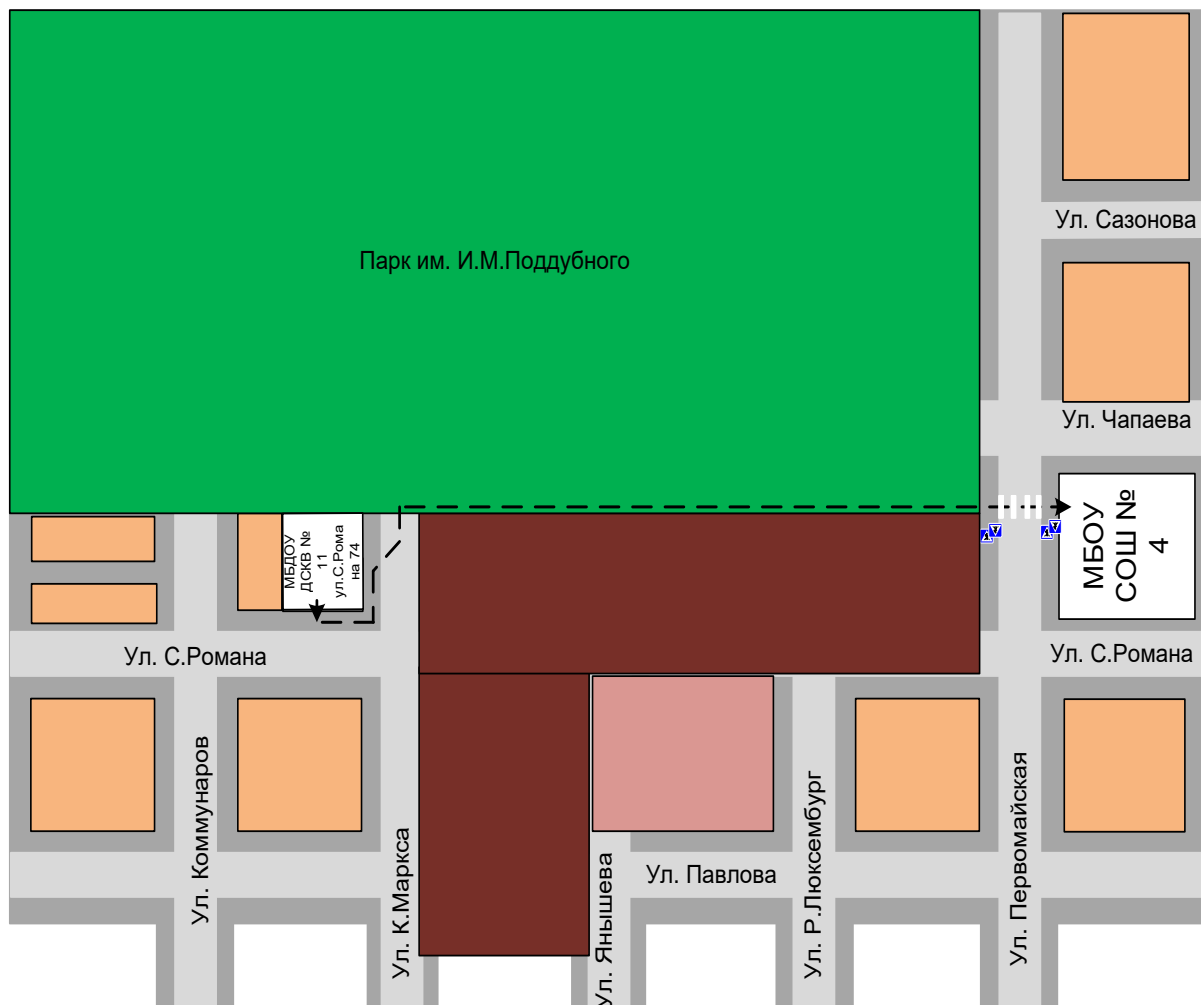 Ул. Сазонова
Парк им. И.М.Поддубного
Ул. Чапаева
МБДОУ
ДСКВ №
11
ул.С.Рома
на 74
МБОУ
СОШ №
4
Ул. С.Романа
Ул. С.Романа
Ул. Коммунаров
Ул. К.Маркса
Ул. Янышева
Ул. Павлова
Ул. Р.Люксембург
Ул. Первомайская